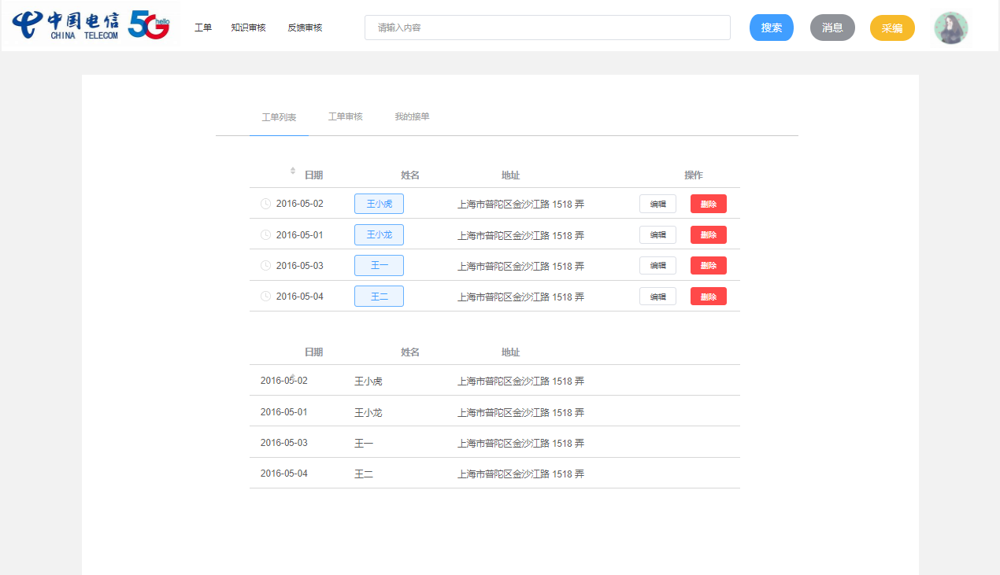 中国电信 5G hello
CHINA TELECOM
工单 知识审核 反馈审核 请输入内容 搜索 消息 采编
工单列表 工单审核 我的接单
日期 姓名 地址 操作
2016-05-02 王小虎 上海市普陀区金沙江路 1518 弄 编辑 删除
2016-05-01 王小龙 上海市普陀区金沙江路 1518 弄 编辑 删除
2016-05-03 王一 上海市普陀区金沙江路 1518 弄 编辑 删除
2016-05-04 王二 上海市普陀区金沙江路 1518 弄 编辑 删除
日期 姓名 地址
2016-05-02 王小虎 上海市普陀区金沙江路 1518 弄
2016-05-01 王小龙 上海市普陀区金沙江路 1518 弄
2016-05-03 王一 上海市普陀区金沙江路 1518 弄
2016-05-04 王二 上海市普陀区金沙江路 1518 弄